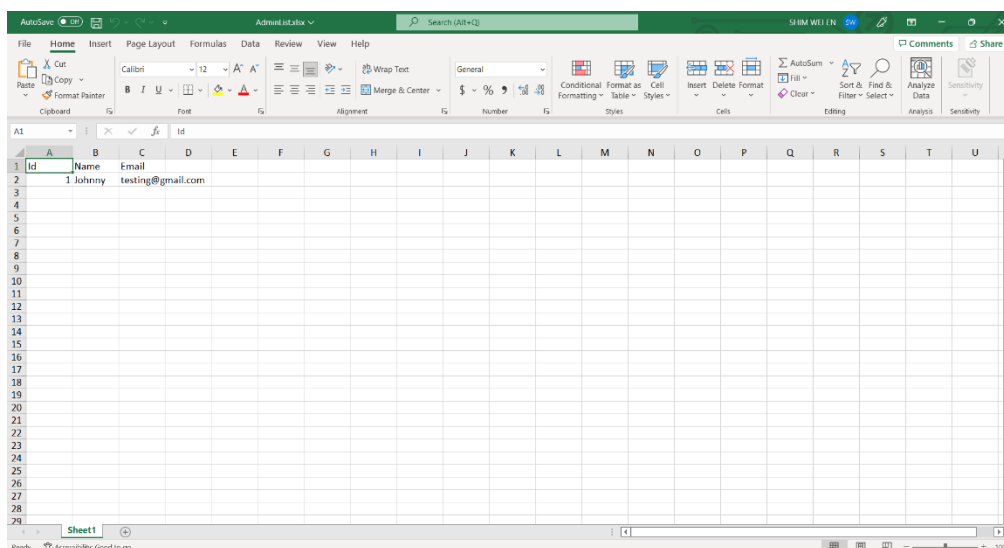 AutoSave Off AdminList.xlsx Search (Alt+Q) SHIM WEI EN SW
File Home Insert Page Layout Formulas Data Review View Help Comments Share
Paste Cut Copy Format Painter
Calibri 12 A^ A˅
B I U A
Wrap Text
Merge & Center
General
$ % 9
Conditional Formatting Format as Table Cell Styles
Insert Delete Format
AutoSum Fill Clear
Sort & Filter Find & Select
Analyze Data
Sensitivity
Clipboard Font Alignment Number Styles Cells Editing Analysis Sensitivity
A1 fx Id
A B C D E F G H I J K L M N O P Q R S T U
1 Id Name Email
2 1 Johnny testing@gmail.com
3
4
5
6
7
8
9
10
11
12
13
14
15
16
17
18
19
20
21
22
23
24
25
26
27
28
29
Sheet1
Ready Accessibility: Good to go